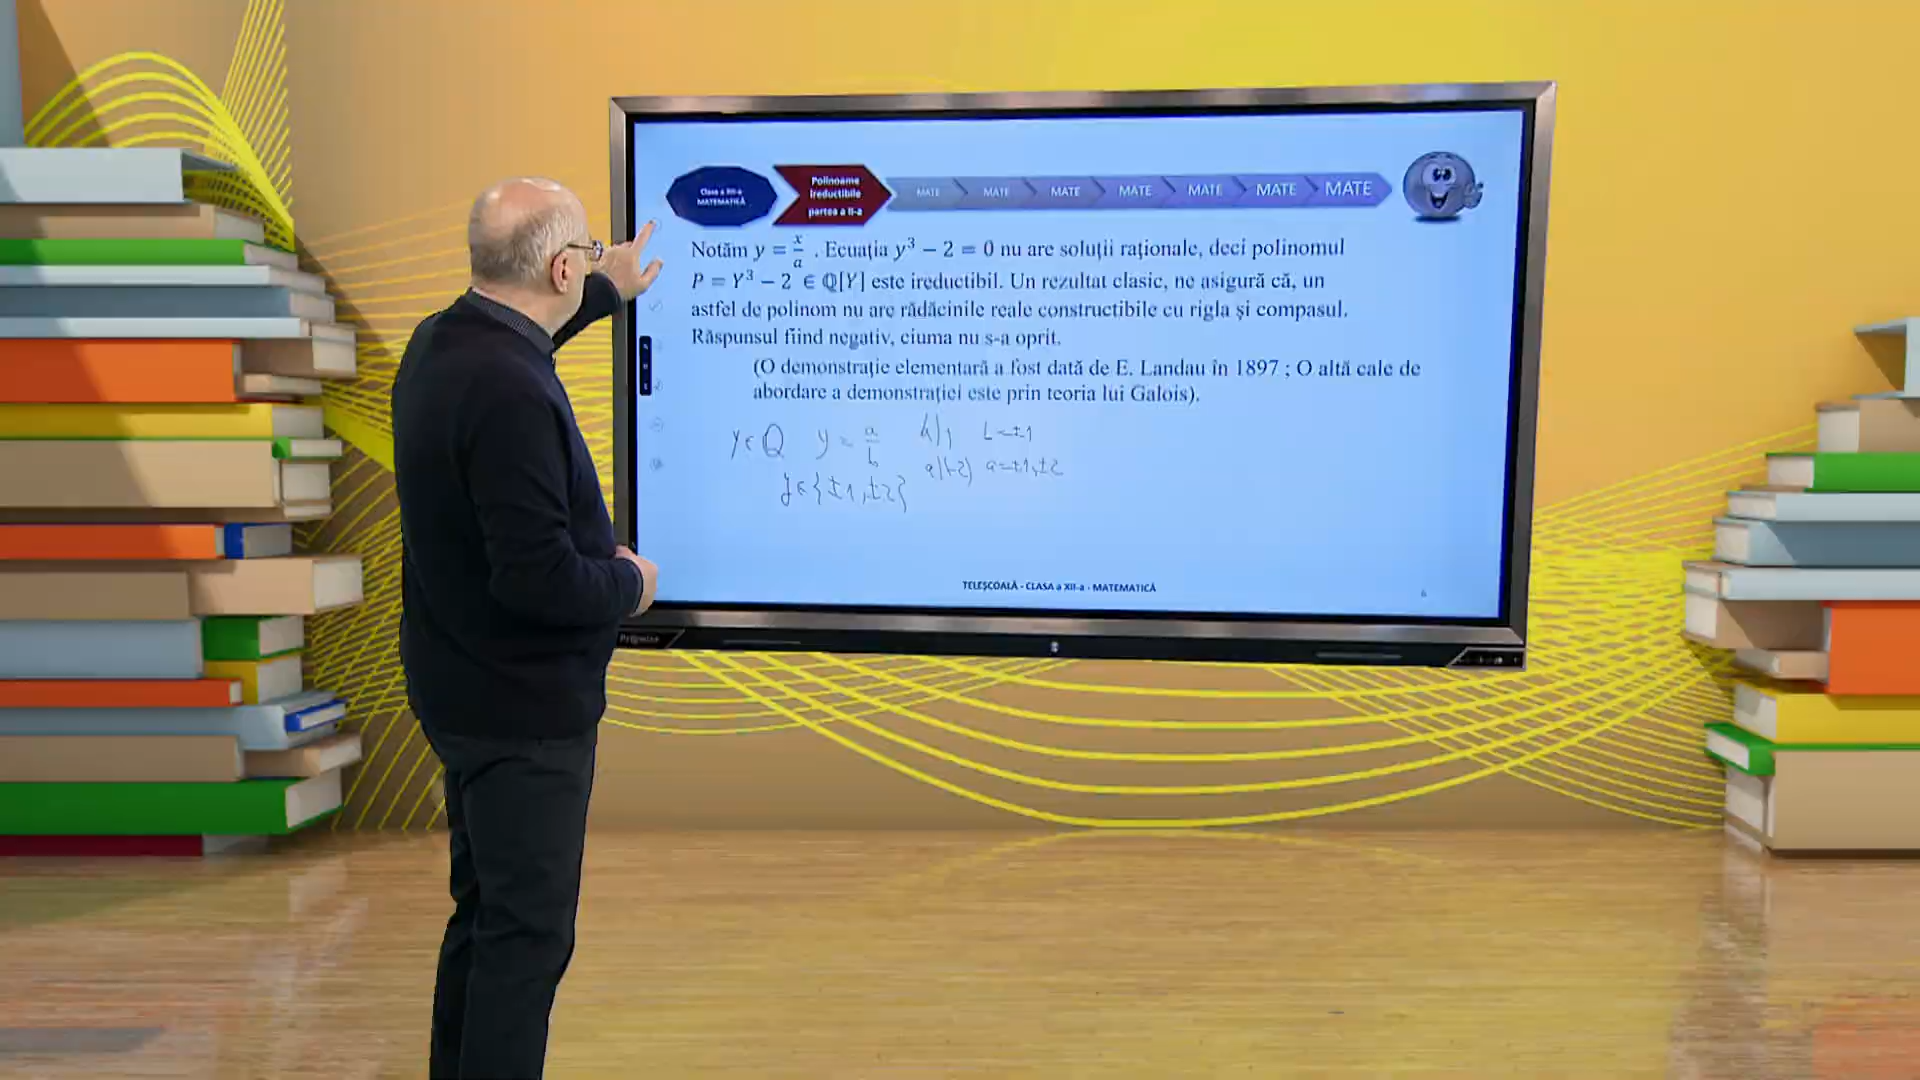 Clasa a XII-a
MATEMATICĂ
Polinoame
ireductibile
partea a II-a
MATE MATE MATE MATE MATE MATE MATE
Notăm y = x/a . Ecuația y³ − 2 = 0 nu are soluții raționale, deci polinomul
P = Y³ − 2 ∈ ℚ[Y] este ireductibil. Un rezultat clasic, ne asigură că, un
astfel de polinom nu are rădăcinile reale constructibile cu rigla și compasul.
Răspunsul fiind negativ, ciuma nu s-a oprit.
(O demonstrație elementară a fost dată de E. Landau în 1897 ; O altă cale de
abordare a demonstrației este prin teoria lui Galois).
y ∈ Q y = a/b b|1 b=±1
a|(-2) a=±1,±2
y ∈ {±1,±2}
TELEȘCOALĂ - CLASA a XII-a - MATEMATICĂ
6